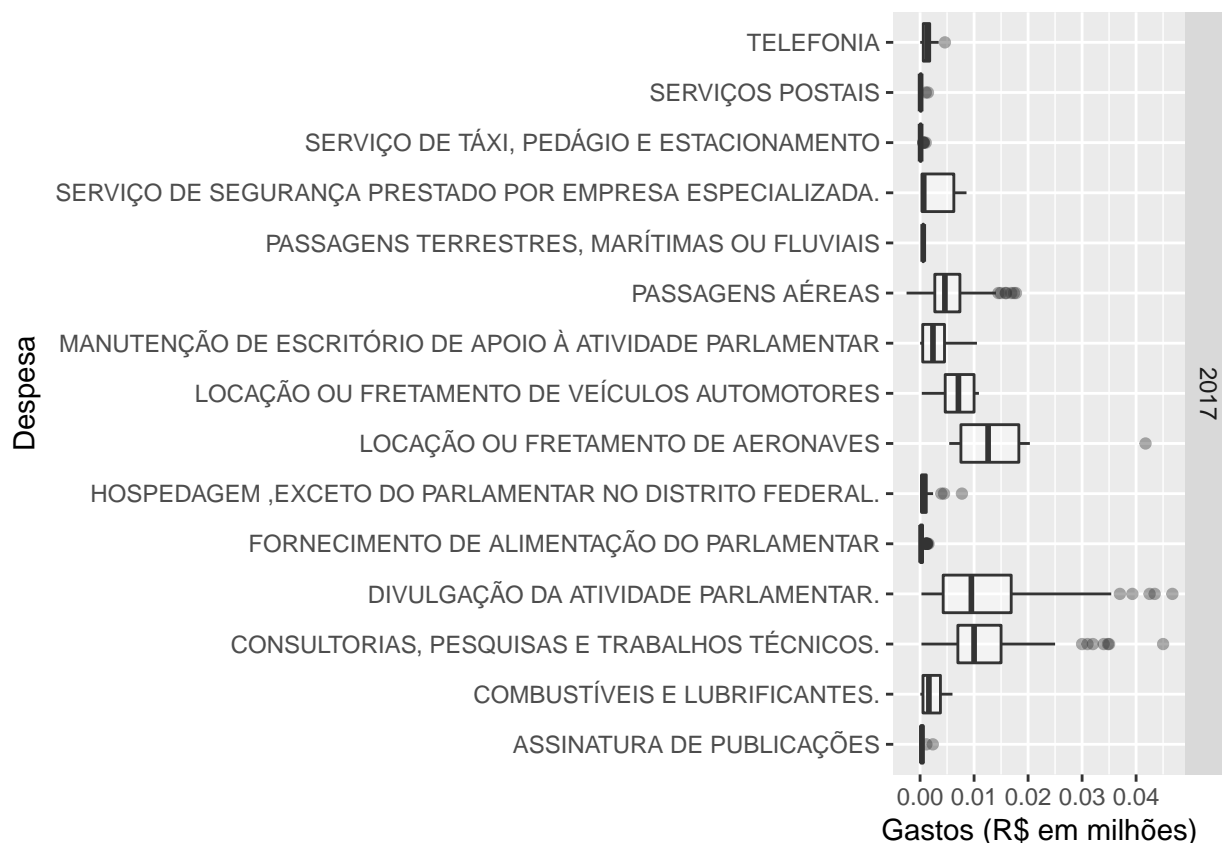 TELEFONIA
SERVIÇOS POSTAIS
SERVIÇO DE TÁXI, PEDÁGIO E ESTACIONAMENTO
SERVIÇO DE SEGURANÇA PRESTADO POR EMPRESA ESPECIALIZADA.
PASSAGENS TERRESTRES, MARÍTIMAS OU FLUVIAIS
PASSAGENS AÉREAS
MANUTENÇÃO DE ESCRITÓRIO DE APOIO À ATIVIDADE PARLAMENTAR
LOCAÇÃO OU FRETAMENTO DE VEÍCULOS AUTOMOTORES
LOCAÇÃO OU FRETAMENTO DE AERONAVES
HOSPEDAGEM ,EXCETO DO PARLAMENTAR NO DISTRITO FEDERAL.
FORNECIMENTO DE ALIMENTAÇÃO DO PARLAMENTAR
DIVULGAÇÃO DA ATIVIDADE PARLAMENTAR.
CONSULTORIAS, PESQUISAS E TRABALHOS TÉCNICOS.
COMBUSTÍVEIS E LUBRIFICANTES.
ASSINATURA DE PUBLICAÇÕES
Despesa
2017
0.00 0.01 0.02 0.03 0.04
Gastos (R$ em milhões)